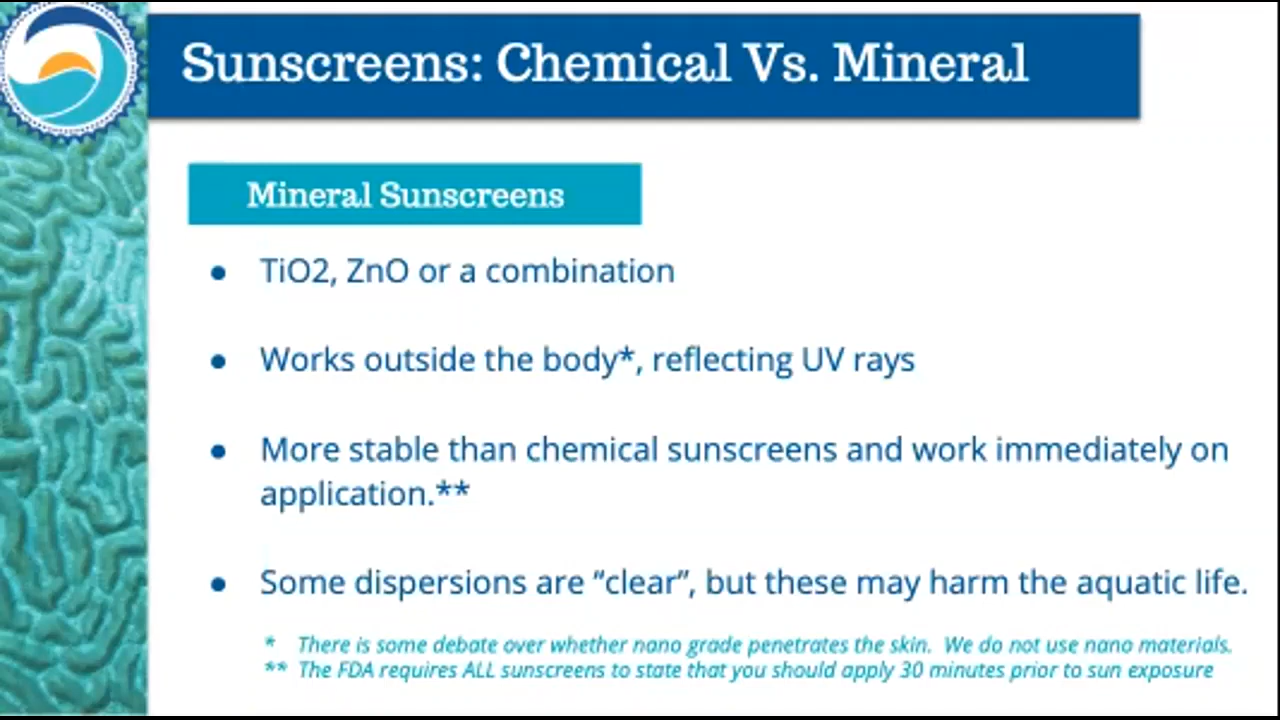 Sunscreens: Chemical Vs. Mineral
Mineral Sunscreens
● TiO2, ZnO or a combination
● Works outside the body*, reflecting UV rays
● More stable than chemical sunscreens and work immediately on
application.**
● Some dispersions are “clear”, but these may harm the aquatic life.
* There is some debate over whether nano grade penetrates the skin. We do not use nano materials.
** The FDA requires ALL sunscreens to state that you should apply 30 minutes prior to sun exposure